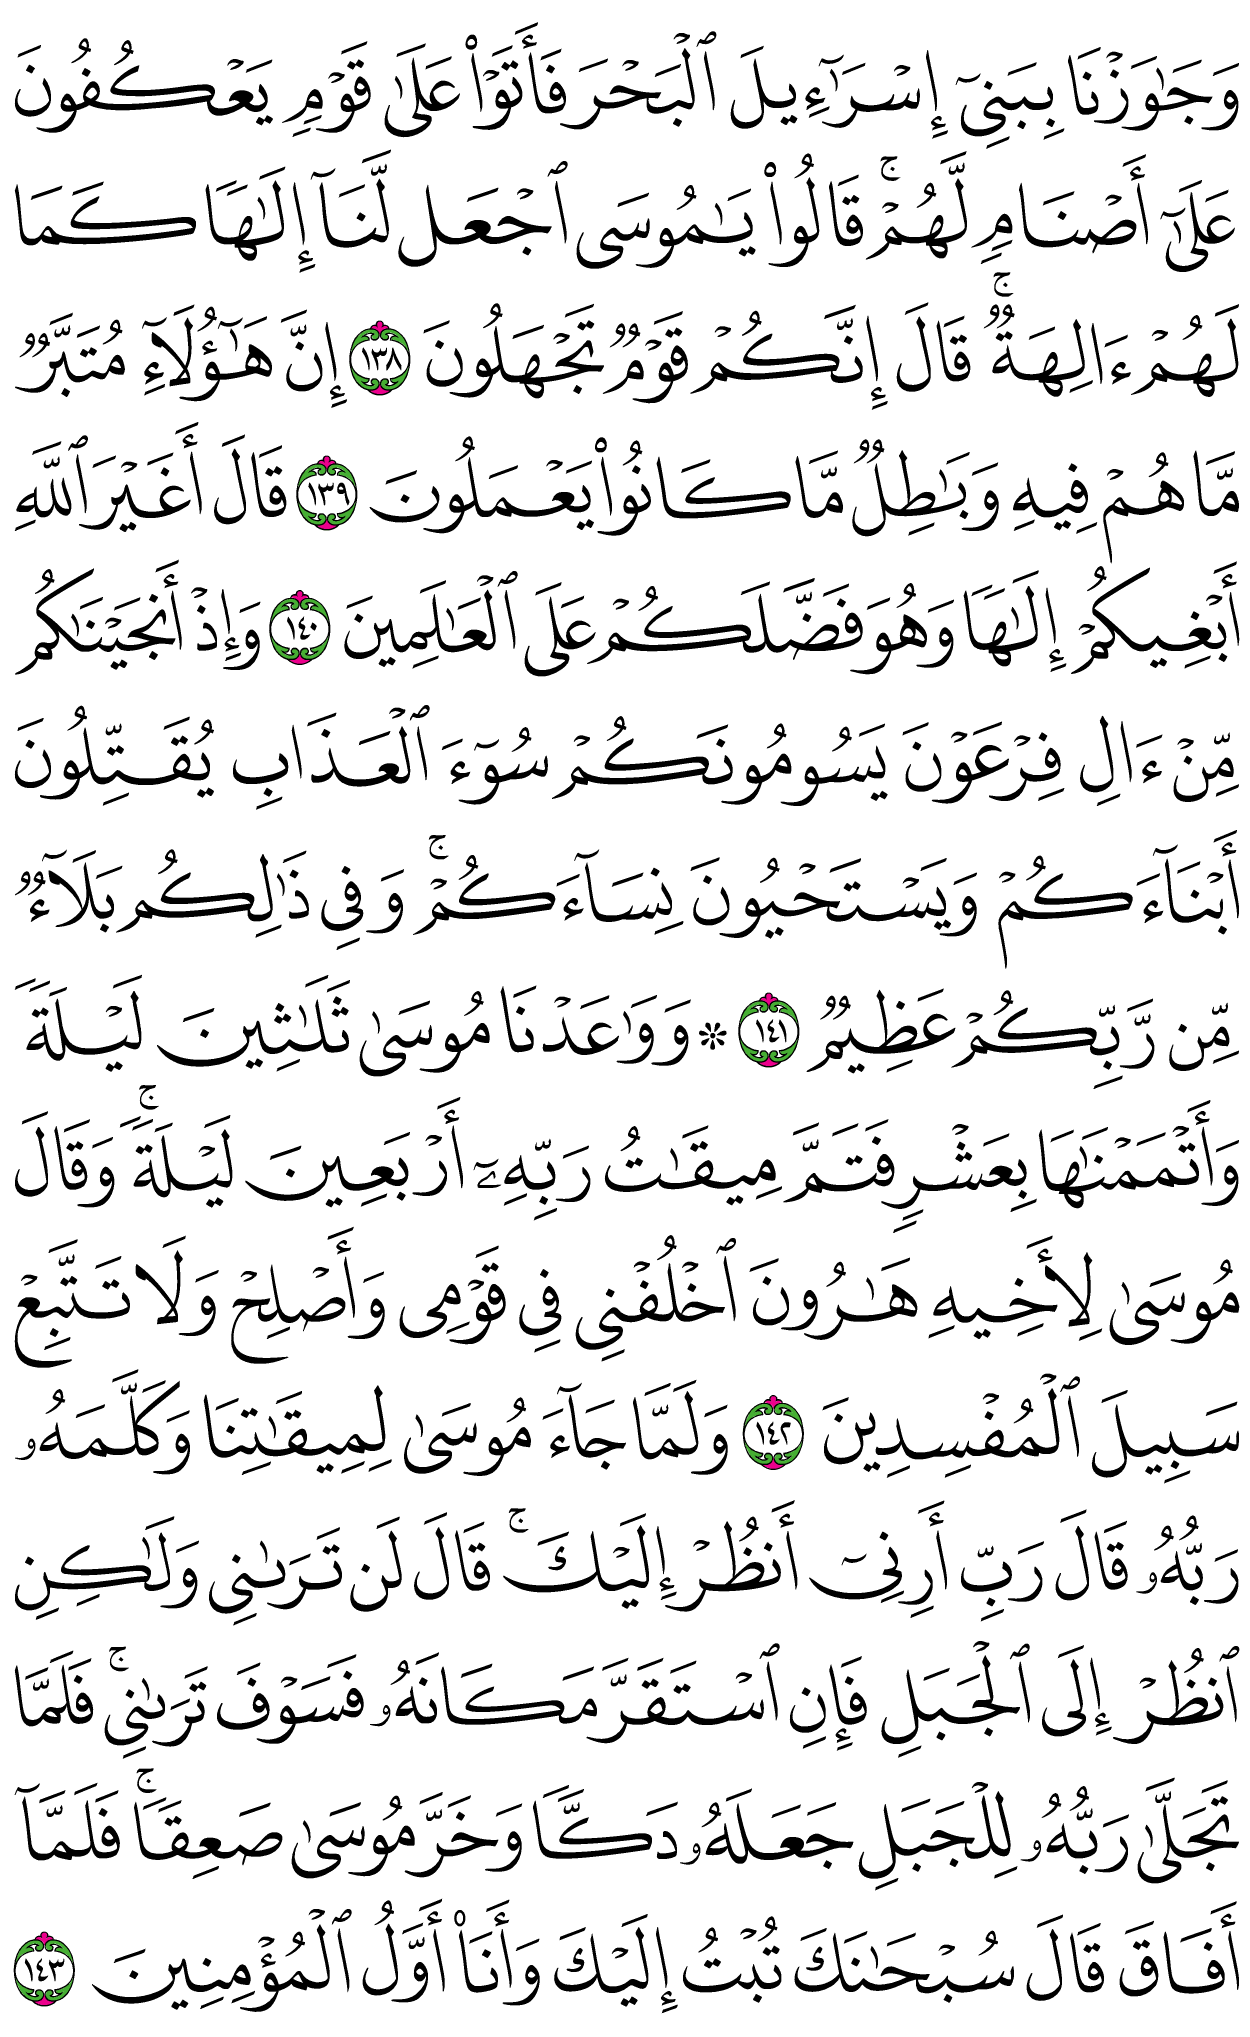 وَجَٰوَزْنَا بِبَنِىٓ إِسْرَٰٓءِيلَ ٱلْبَحْرَ فَأَتَوْا۟ عَلَىٰ قَوْمٍۢ يَعْكُفُونَ
عَلَىٰٓ أَصْنَامٍۢ لَّهُمْ ۚ قَالُوا۟ يَٰمُوسَى ٱجْعَل لَّنَآ إِلَٰهًۭا كَمَا
لَهُمْ ءَالِهَةٌۭ ۚ قَالَ إِنَّكُمْ قَوْمٌۭ تَجْهَلُونَ ١٣٨ إِنَّ هَٰٓؤُلَآءِ مُتَبَّرٌۭ
مَّا هُمْ فِيهِ وَبَٰطِلٌۭ مَّا كَانُوا۟ يَعْمَلُونَ ١٣٩ قَالَ أَغَيْرَ ٱللَّهِ
أَبْغِيكُمْ إِلَٰهًۭا وَهُوَ فَضَّلَكُمْ عَلَى ٱلْعَٰلَمِينَ ١٤٠ وَإِذْ أَنجَيْنَٰكُم
مِّنْ ءَالِ فِرْعَوْنَ يَسُومُونَكُمْ سُوٓءَ ٱلْعَذَابِ يُقَتِّلُونَ
أَبْنَآءَكُمْ وَيَسْتَحْيُونَ نِسَآءَكُمْ ۚ وَفِى ذَٰلِكُم بَلَآءٌۭ
مِّن رَّبِّكُمْ عَظِيمٌۭ ١٤١ ۞ وَوَٰعَدْنَا مُوسَىٰ ثَلَٰثِينَ لَيْلَةًۭ
وَأَتْمَمْنَٰهَا بِعَشْرٍۢ فَتَمَّ مِيقَٰتُ رَبِّهِۦٓ أَرْبَعِينَ لَيْلَةًۭ ۚ وَقَالَ
مُوسَىٰ لِأَخِيهِ هَٰرُونَ ٱخْلُفْنِى فِى قَوْمِى وَأَصْلِحْ وَلَا تَتَّبِعْ
سَبِيلَ ٱلْمُفْسِدِينَ ١٤٢ وَلَمَّا جَآءَ مُوسَىٰ لِمِيقَٰتِنَا وَكَلَّمَهُۥ
رَبُّهُۥ قَالَ رَبِّ أَرِنِىٓ أَنظُرْ إِلَيْكَ ۚ قَالَ لَن تَرَىٰنِى وَلَٰكِنِ
ٱنظُرْ إِلَى ٱلْجَبَلِ فَإِنِ ٱسْتَقَرَّ مَكَانَهُۥ فَسَوْفَ تَرَىٰنِى ۚ فَلَمَّا
تَجَلَّىٰ رَبُّهُۥ لِلْجَبَلِ جَعَلَهُۥ دَكًّۭا وَخَرَّ مُوسَىٰ صَعِقًۭا ۚ فَلَمَّآ
أَفَاقَ قَالَ سُبْحَٰنَكَ تُبْتُ إِلَيْكَ وَأَنَا۠ أَوَّلُ ٱلْمُؤْمِنِينَ ١٤٣